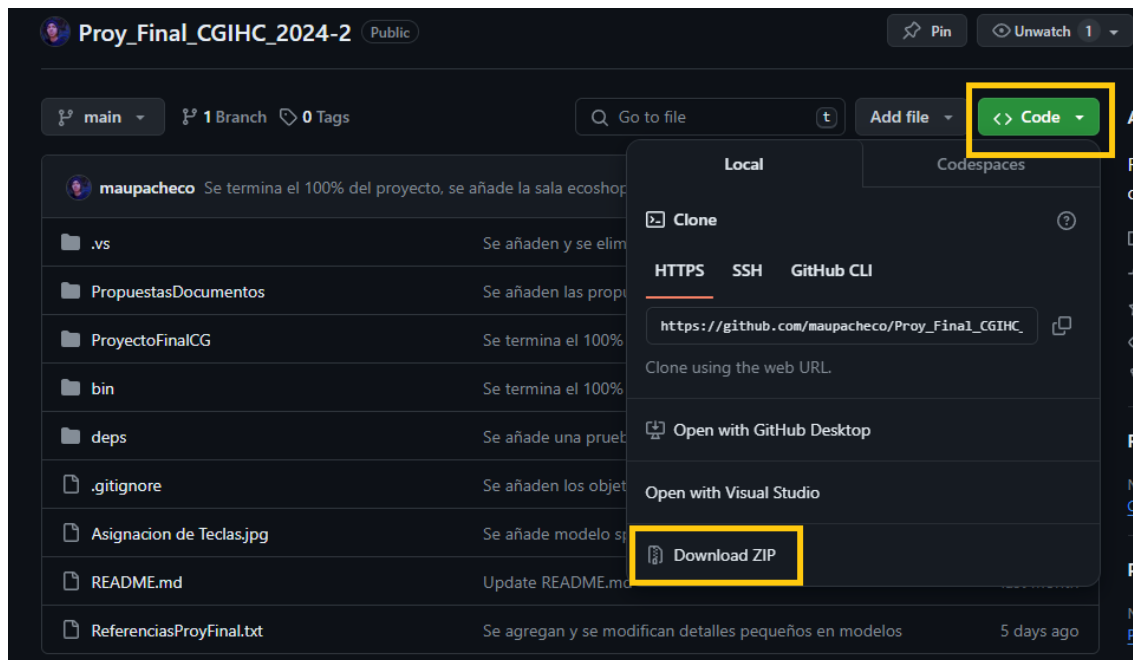 Proy_Final_CGIHC_2024-2 Public Pin Unwatch 1
main 1 Branch 0 Tags Go to file t Add file <> Code
Local Codespaces
maupacheco Se termina el 100% del proyecto, se añade la sala ecoshop
Clone
.vs Se añaden y se elim
HTTPS SSH GitHub CLI
PropuestasDocumentos Se añaden las propu
https://github.com/maupacheco/Proy_Final_CGIHC_
ProyectoFinalCG Se termina el 100%
Clone using the web URL.
bin Se termina el 100%
Open with GitHub Desktop
deps Se añade una prueb
.gitignore Se añaden los objet
Open with Visual Studio
Asignacion de Teclas.jpg Se añade modelo sp
Download ZIP
README.md Update README.md
ReferenciasProyFinal.txt Se agregan y se modifican detalles pequeños en modelos 5 days ago